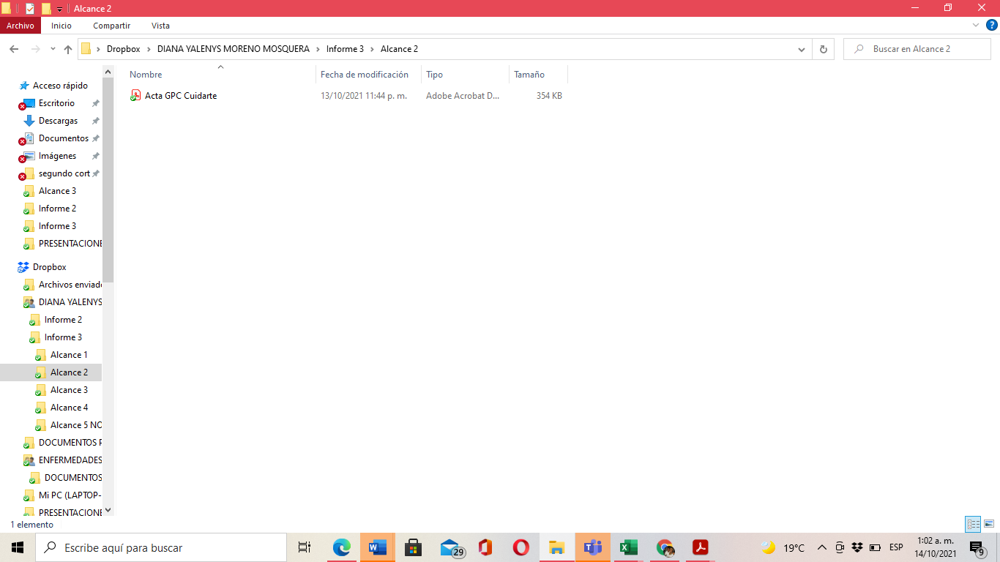 Alcance 2
Archivo Inicio Compartir Vista
Dropbox > DIANA YALENYS MORENO MOSQUERA > Informe 3 > Alcance 2
Buscar en Alcance 2
Nombre Fecha de modificación Tipo Tamaño
Acta GPC Cuidarte 13/10/2021 11:44 p. m. Adobe Acrobat D... 354 KB
Acceso rápido
Escritorio
Descargas
Documentos
Imágenes
segundo cort
Alcance 3
Informe 2
Informe 3
PRESENTACIONE
Dropbox
Archivos enviado
DIANA YALENYS
Informe 2
Informe 3
Alcance 1
Alcance 2
Alcance 3
Alcance 4
Alcance 5 NO
DOCUMENTOS P
ENFERMEDADES
DOCUMENTOS
Mi PC (LAPTOP-
PRESENTACIONE
1 elemento
Escribe aquí para buscar
29
19°C
ESP
1:02 a. m.
14/10/2021
9